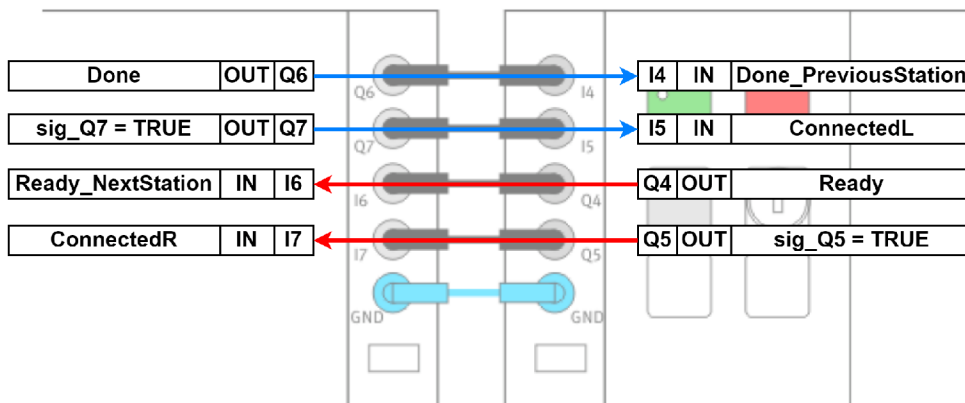 Done OUT Q6
Q6 I4
I4 IN Done_PreviousStation
sig_Q7 = TRUE OUT Q7
Q7 I5
I5 IN ConnectedL
Ready_NextStation IN I6
I6 Q4
Q4 OUT Ready
ConnectedR IN I7
I7 Q5
Q5 OUT sig_Q5 = TRUE
GND GND